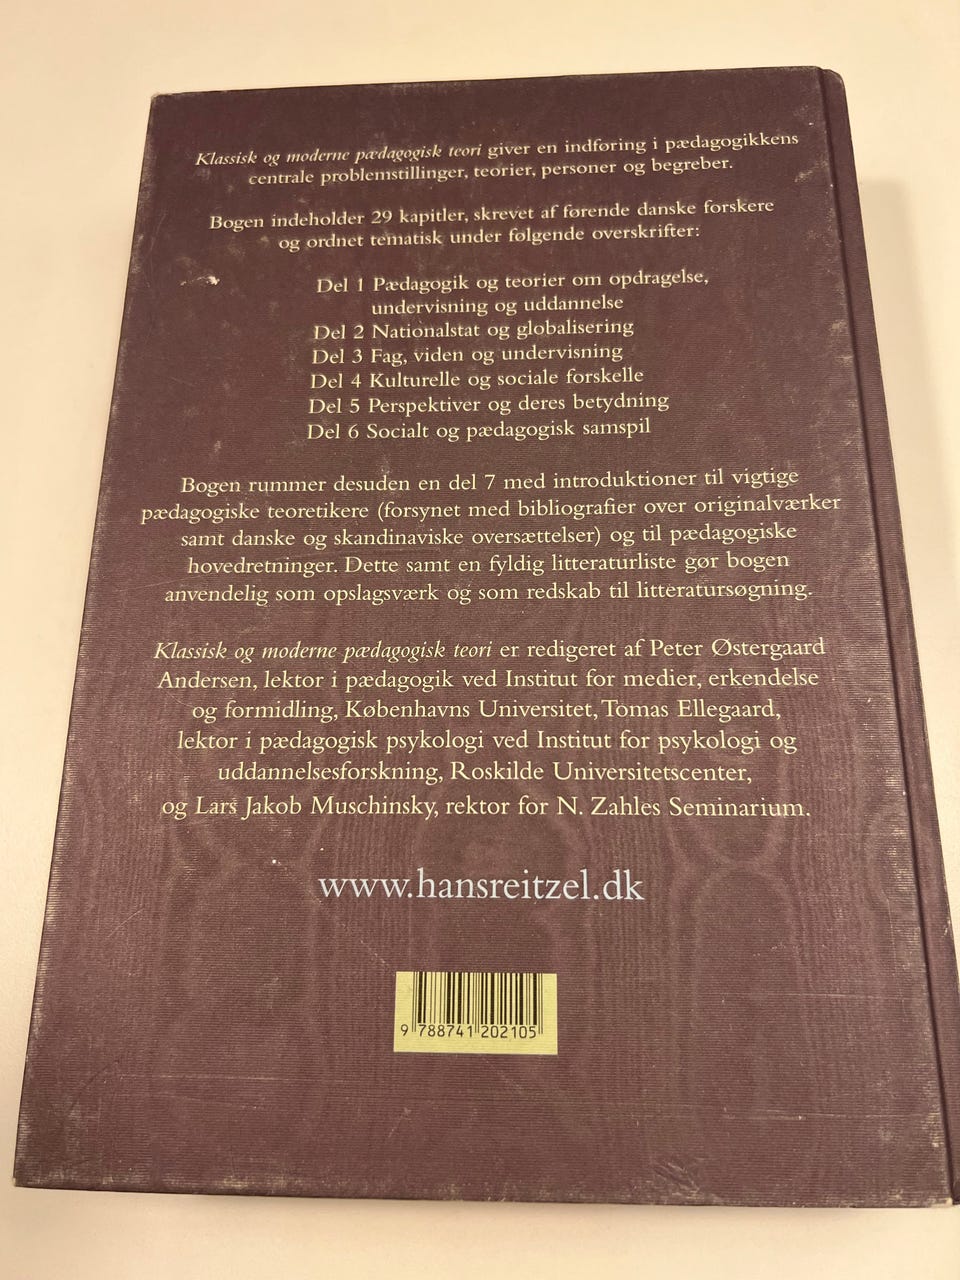 Klassisk og moderne pædagogisk teori giver en indføring i pædagogikkens
centrale problemstillinger, teorier, personer og begreber.
Bogen indeholder 29 kapitler, skrevet af førende danske forskere
og ordnet tematisk under følgende overskrifter:
Del 1 Pædagogik og teorier om opdragelse,
undervisning og uddannelse
Del 2 Nationalstat og globalisering
Del 3 Fag, viden og undervisning
Del 4 Kulturelle og sociale forskelle
Del 5 Perspektiver og deres betydning
Del 6 Socialt og pædagogisk samspil
Bogen rummer desuden en del 7 med introduktioner til vigtige
pædagogiske teoretikere (forsynet med bibliografier over originalværker
samt danske og skandinaviske oversættelser) og til pædagogiske
hovedretninger. Dette samt en fyldig litteraturliste gør bogen
anvendelig som opslagsværk og som redskab til litteratursøgning.
Klassisk og moderne pædagogisk teori er redigeret af Peter Østergaard
Andersen, lektor i pædagogik ved Institut for medier, erkendelse
og formidling, Københavns Universitet, Tomas Ellegaard,
lektor i pædagogisk psykologi ved Institut for psykologi og
uddannelsesforskning, Roskilde Universitetscenter,
og Lars Jakob Muschinsky, rektor for N. Zahles Seminarium.
www.hansreitzel.dk
9 788741 202105